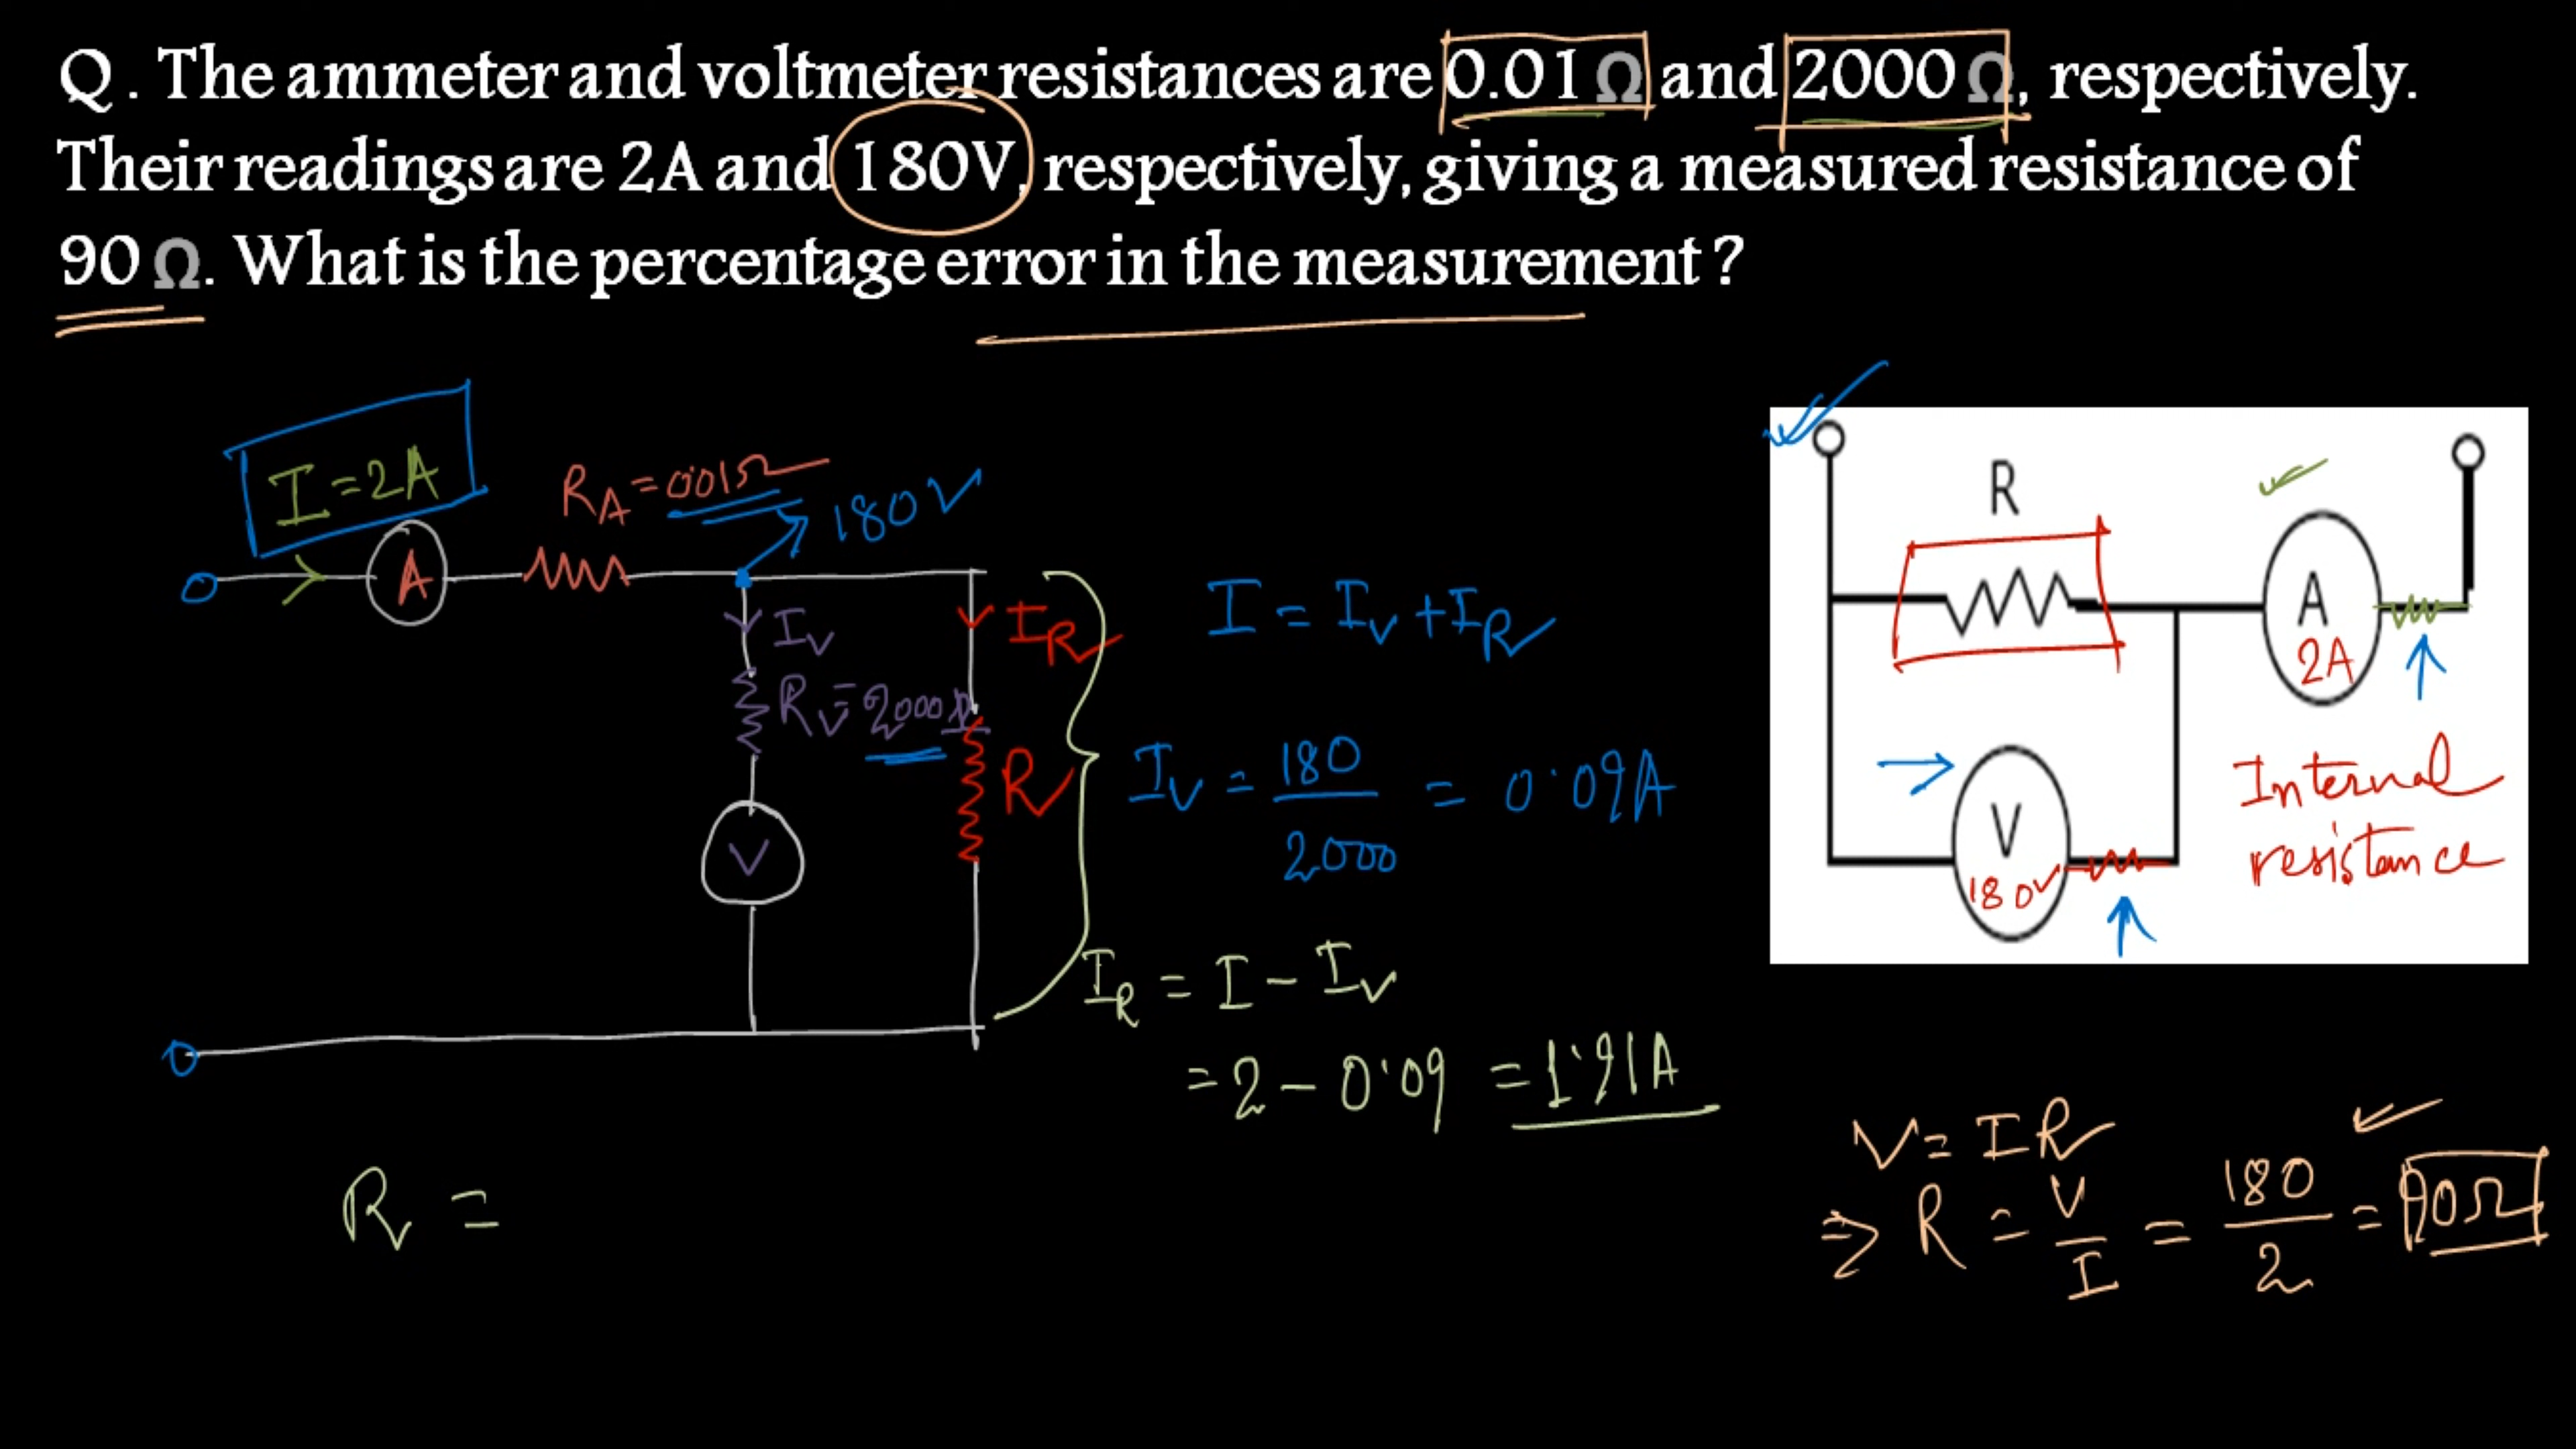 Q. The ammeter and voltmeter resistances are 0.01 Ω and 2000 Ω, respectively.
Their readings are 2A and 180V, respectively, giving a measured resistance of
90 Ω. What is the percentage error in the measurement ?
I = 2A
R_A = 0.01Ω
180V
A
I_V
I_R
R_V = 2000Ω
R
V
I = I_V + I_R
I_V = 180/2000 = 0.09A
I_R = I - I_V
= 2 - 0.09 = 1.91A
R =
R
A
2A
V
180V
Internal
resistance
V = IR
⇒ R = V/I = 180/2 = 90Ω